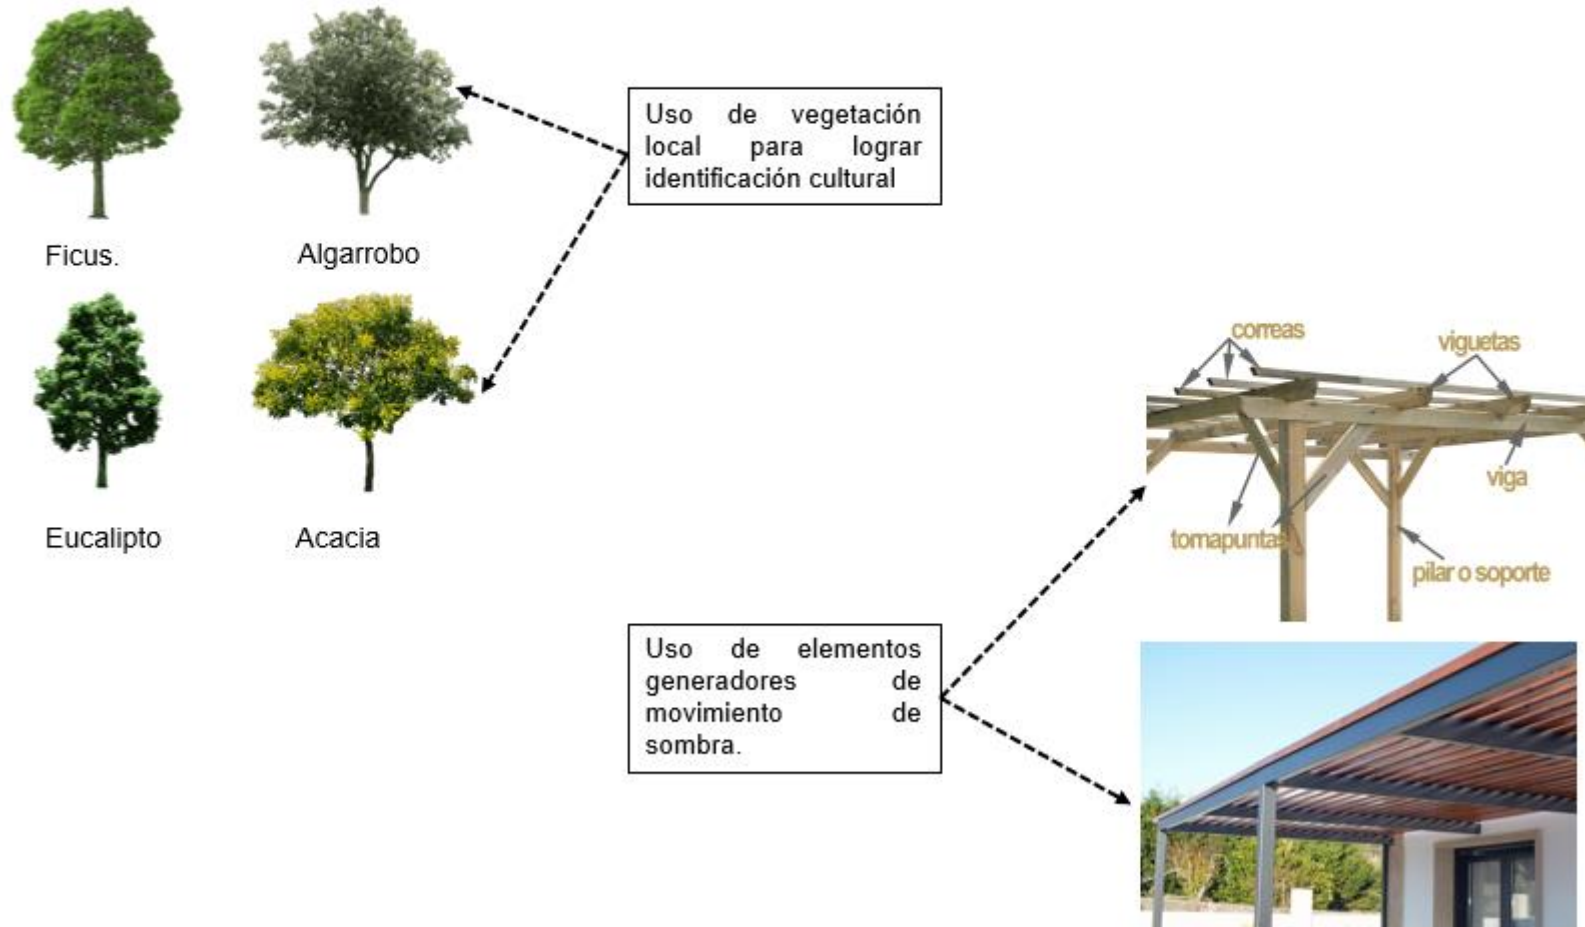 Ficus.
Algarrobo
Uso de vegetación
local para lograr
identificación cultural
Eucalipto
Acacia
correas
viguetas
viga
tornapuntas
pilar o soporte
Uso de elementos
generadores de
movimiento de
sombra.